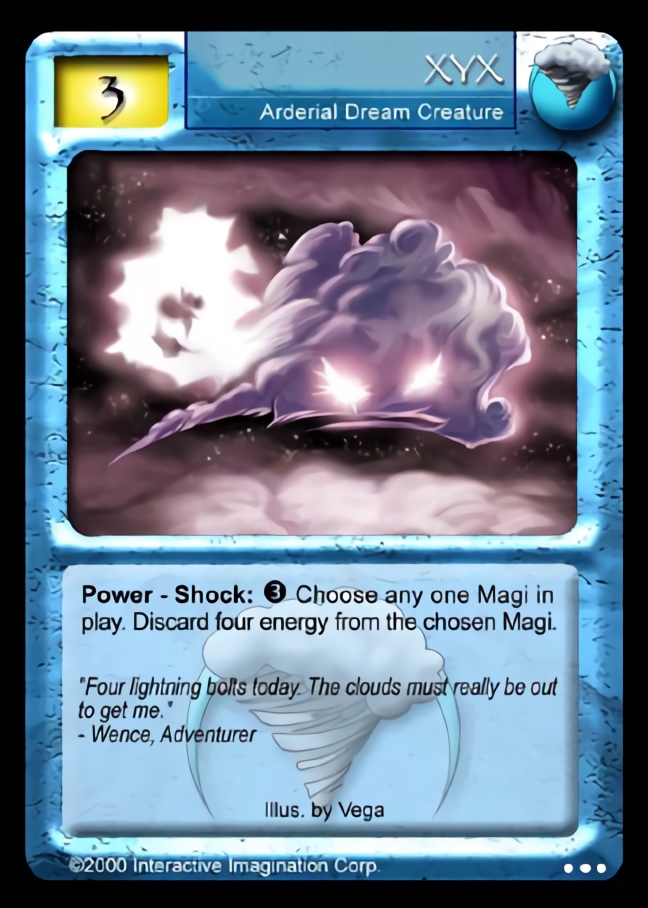 3
XYX
Arderial Dream Creature
Power - Shock: ❸ Choose any one Magi in
play. Discard four energy from the chosen Magi.
"Four lightning bolts today. The clouds must really be out
to get me."
- Wence, Adventurer
Illus. by Vega
©2000 Interactive Imagination Corp.